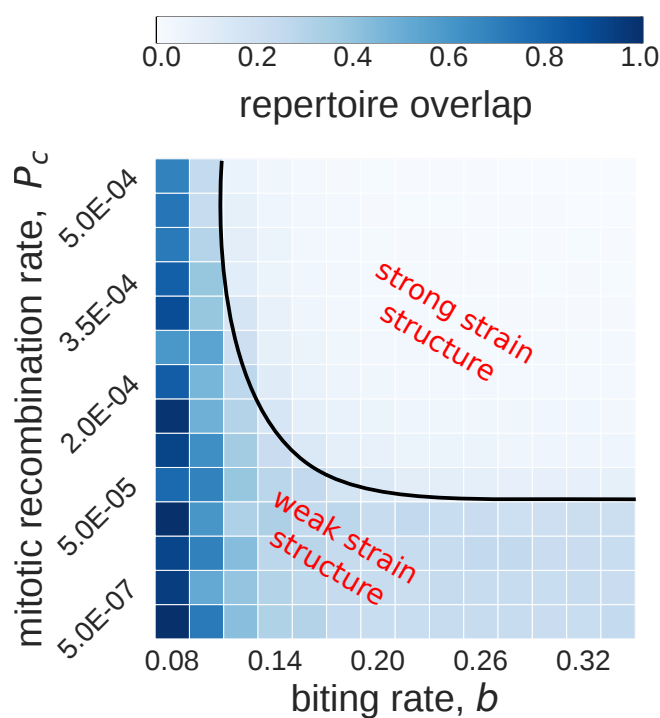 0.0 0.2 0.4 0.6 0.8 1.0
repertoire overlap
mitotic recombination rate, P_c
5.0E-04
3.5E-04
2.0E-04
5.0E-05
5.0E-07
strong strain
structure
weak strain
structure
0.08 0.14 0.20 0.26 0.32
biting rate, b